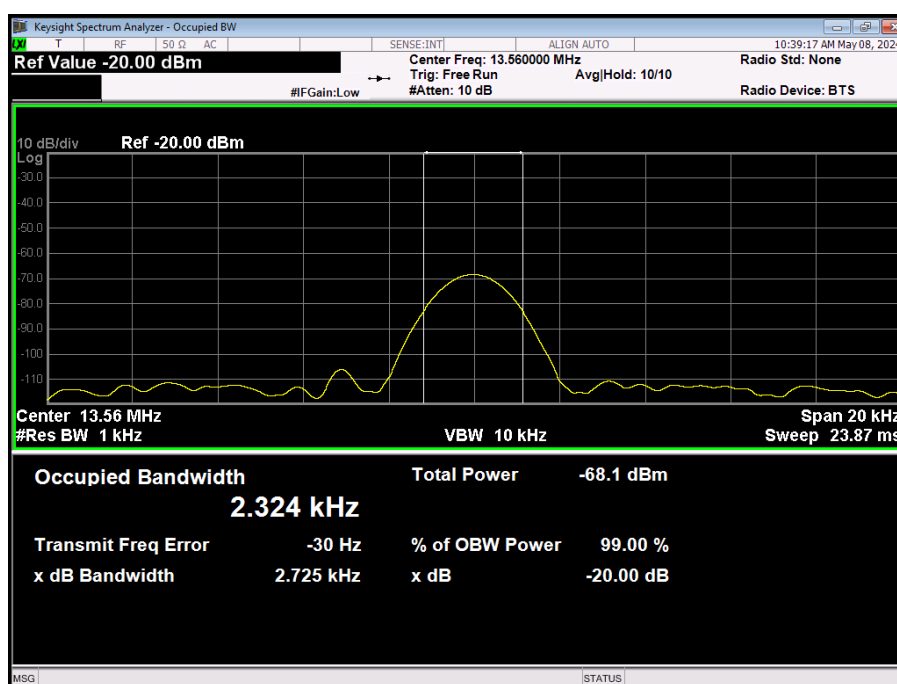 Keysight Spectrum Analyzer - Occupied BW
LXI T RF 50 Ω AC SENSE:INT ALIGN AUTO 10:39:17 AM May 08, 202
Ref Value -20.00 dBm Center Freq: 13.560000 MHz Radio Std: None
Trig: Free Run Avg|Hold: 10/10
#IFGain:Low #Atten: 10 dB Radio Device: BTS
10 dB/div Ref -20.00 dBm
Log
-30.0
-40.0
-50.0
-60.0
-70.0
-80.0
-90.0
-100
-110
Center 13.56 MHz Span 20 kHz
#Res BW 1 kHz VBW 10 kHz Sweep 23.87 ms
Occupied Bandwidth Total Power -68.1 dBm
2.324 kHz
Transmit Freq Error -30 Hz % of OBW Power 99.00 %
x dB Bandwidth 2.725 kHz x dB -20.00 dB
MSG STATUS